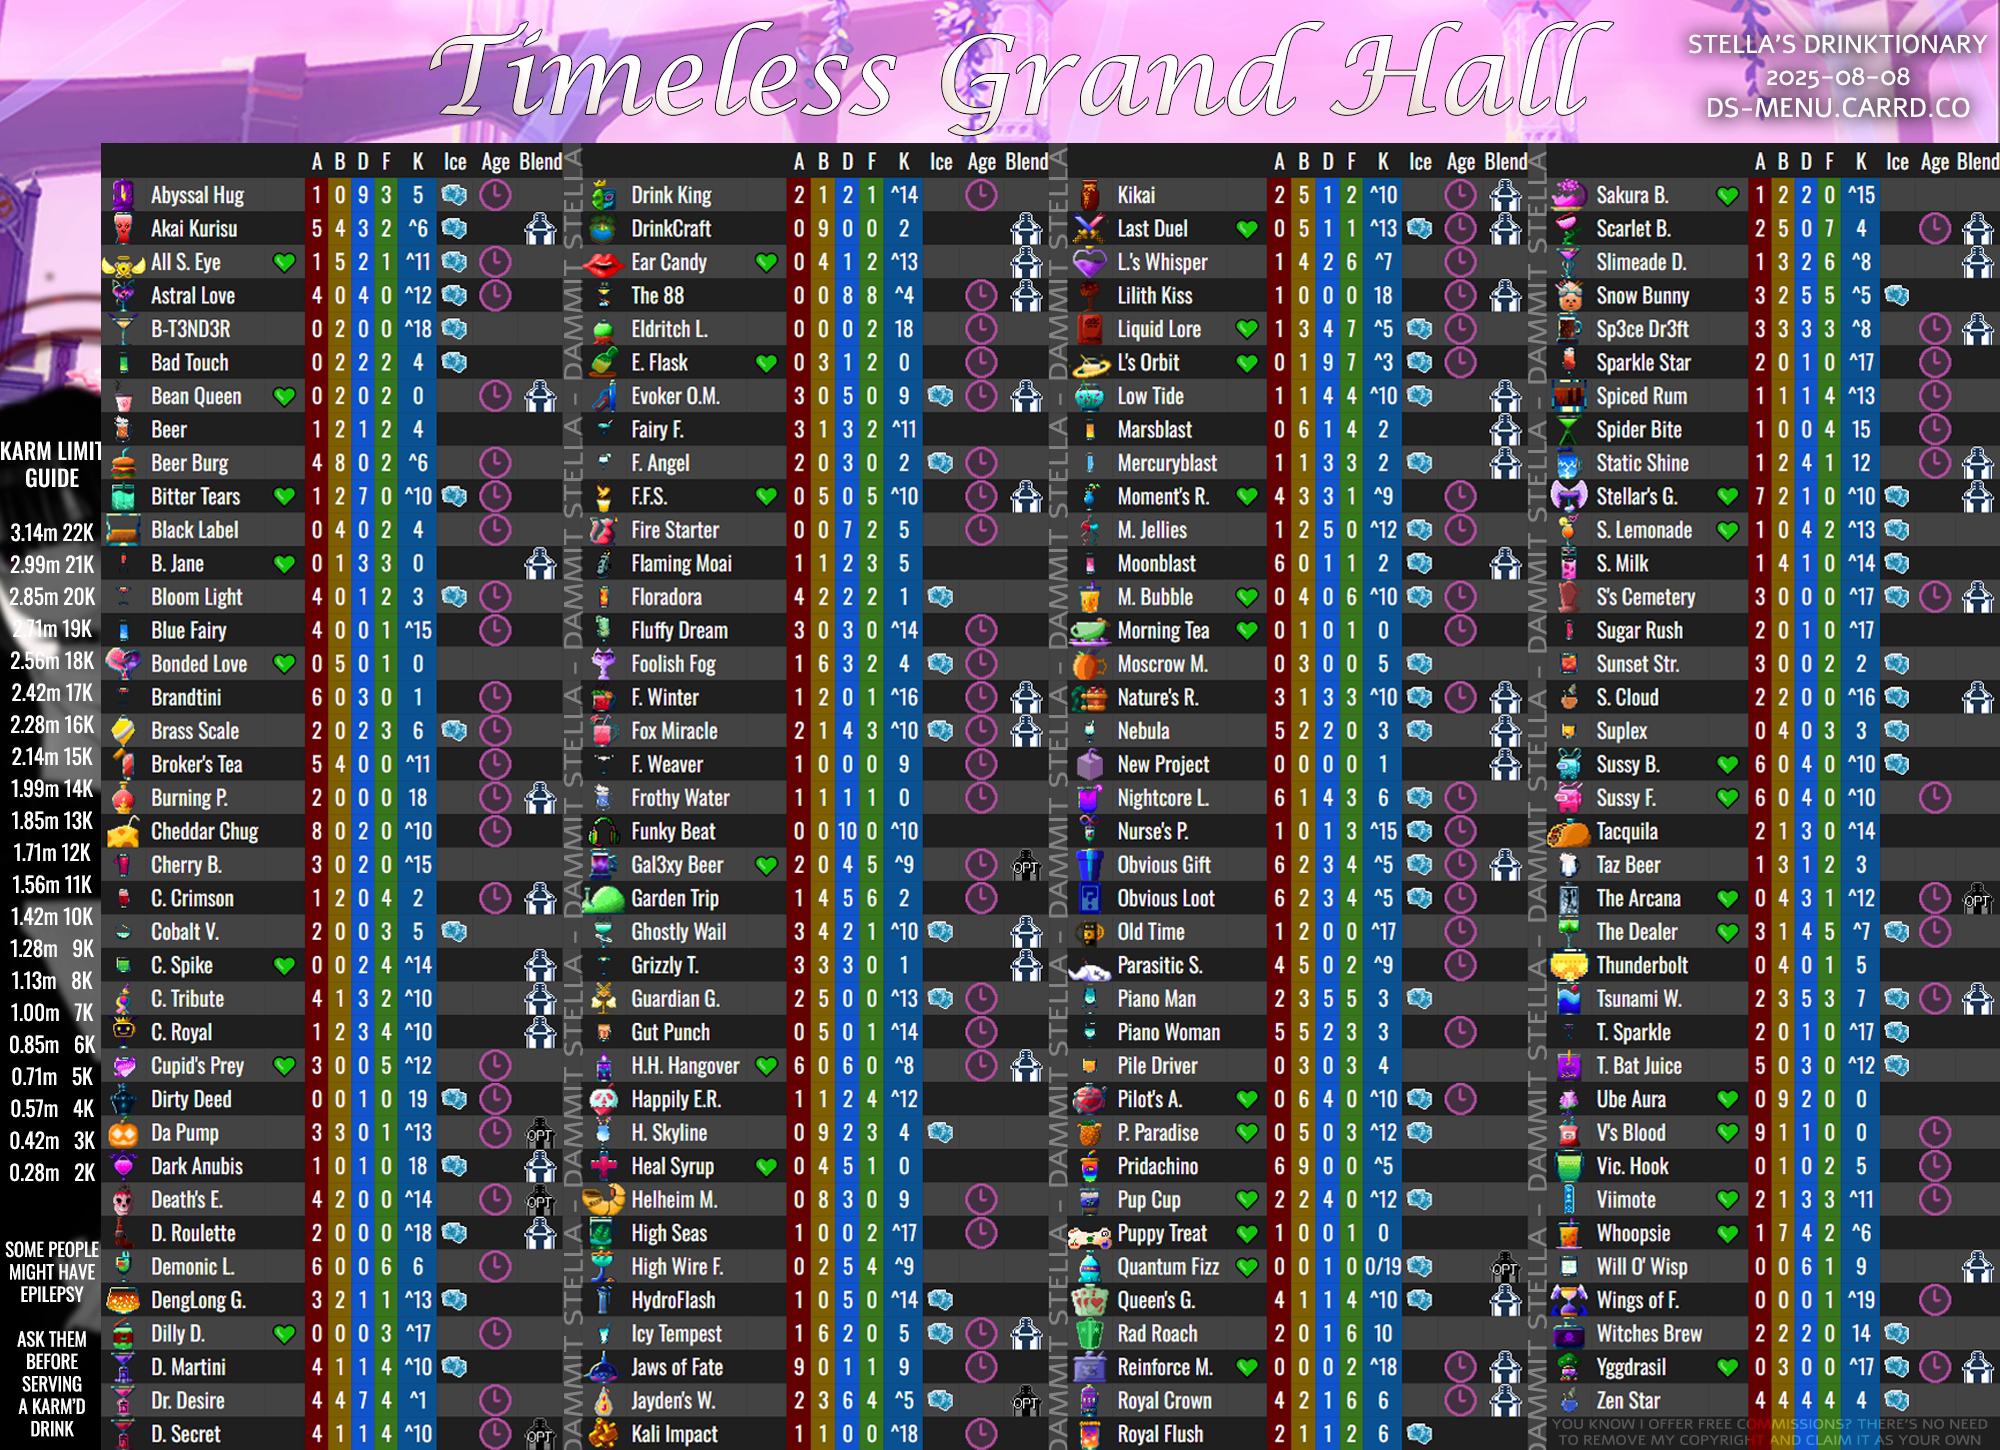 Timeless Grand Hall
STELLA'S DRINKTIONARY
2025-08-08
DS-MENU.CARRD.CO
A B D F K Ice Age Blend
Abyssal Hug 1 0 9 3 5
Akai Kurisu 5 4 3 2 ^6
All S. Eye 1 5 2 1 ^11
Astral Love 4 0 4 0 ^12
B-T3ND3R 0 2 0 0 ^18
Bad Touch 0 2 2 2 4
Bean Queen 0 2 0 2 0
Beer 1 2 1 2 4
Beer Burg 4 8 0 2 ^6
Bitter Tears 1 2 7 0 ^10
Black Label 0 4 0 2 4
B. Jane 0 1 3 3 0
Bloom Light 4 0 1 2 3
Blue Fairy 4 0 0 1 ^15
Bonded Love 0 5 0 1 0
Brandtini 6 0 3 0 1
Brass Scale 2 0 2 3 6
Broker's Tea 5 4 0 0 ^11
Burning P. 2 0 0 0 18
Cheddar Chug 8 0 2 0 ^10
Cherry B. 3 0 2 0 ^15
C. Crimson 1 2 0 4 2
Cobalt V. 2 0 0 3 5
C. Spike 0 0 2 4 ^14
C. Tribute 4 1 3 2 ^10
C. Royal 1 2 3 4 ^10
Cupid's Prey 3 0 0 5 ^12
Dirty Deed 0 0 1 0 19
Da Pump 3 3 0 1 ^13 OPT
Dark Anubis 1 0 1 0 18
Death's E. 4 2 0 0 ^14 OPT
D. Roulette 2 0 0 0 ^18
Demonic L. 6 0 0 6 6
DengLong G. 3 2 1 1 ^13
Dilly D. 0 0 0 3 ^17
D. Martini 4 1 1 4 ^10
Dr. Desire 4 4 7 4 ^1
D. Secret 4 1 1 4 ^10 OPT
A B D F K Ice Age Blend
Drink King 2 1 2 1 ^14
DrinkCraft 0 9 0 0 2
Ear Candy 0 4 1 2 ^13
The 88 0 0 8 8 ^4
Eldritch L. 0 0 0 2 18
E. Flask 0 3 1 2 0
Evoker O.M. 3 0 5 0 9
Fairy F. 3 1 3 2 ^11
F. Angel 2 0 3 0 2
F.F.S. 0 5 0 5 ^10
Fire Starter 0 0 7 2 5
Flaming Moai 1 1 2 3 5
Floradora 4 2 2 2 1
Fluffy Dream 3 0 3 0 ^14
Foolish Fog 1 6 3 2 4
F. Winter 1 2 0 1 ^16
Fox Miracle 2 1 4 3 ^10
F. Weaver 1 0 0 0 9
Frothy Water 1 1 1 1 0
Funky Beat 0 0 10 0 ^10
Gal3xy Beer 2 0 4 5 ^9 OPT
Garden Trip 1 4 5 6 2
Ghostly Wail 3 4 2 1 ^10
Grizzly T. 3 3 3 0 1
Guardian G. 2 5 0 0 ^13
Gut Punch 0 5 0 1 ^14
H.H. Hangover 6 0 6 0 ^8
Happily E.R. 1 1 2 4 ^12
H. Skyline 0 9 2 3 4
Heal Syrup 0 4 5 1 0
Helheim M. 0 8 3 0 9
High Seas 1 0 0 2 ^17
High Wire F. 0 2 5 4 ^9
HydroFlash 1 0 5 0 ^14
Icy Tempest 1 6 2 0 5
Jaws of Fate 9 0 1 1 9
Jayden's W. 2 3 6 4 ^5 OPT
Kali Impact 1 1 0 0 ^18
A B D F K Ice Age Blend
Kikai 2 5 1 2 ^10
Last Duel 0 5 1 1 ^13
L.'s Whisper 1 4 2 6 ^7
Lilith Kiss 1 0 0 0 18
Liquid Lore 1 3 4 7 ^5
L's Orbit 0 1 9 7 ^3
Low Tide 1 1 4 4 ^10
Marsblast 0 6 1 4 2
Mercuryblast 1 1 3 3 2
Moment's R. 4 3 3 1 ^9
M. Jellies 1 2 5 0 ^12
Moonblast 6 0 1 1 2
M. Bubble 0 4 0 6 ^10
Morning Tea 0 1 0 1 0
Moscrow M. 0 3 0 0 5
Nature's R. 3 1 3 3 ^10
Nebula 5 2 2 0 3
New Project 0 0 0 0 1
Nightcore L. 6 1 4 3 6
Nurse's P. 1 0 1 3 ^15
Obvious Gift 6 2 3 4 ^5
Obvious Loot 6 2 3 4 ^5
Old Time 1 2 0 0 ^17
Parasitic S. 4 5 0 2 ^9
Piano Man 2 3 5 5 3
Piano Woman 5 5 2 3 3
Pile Driver 0 3 0 3 4
Pilot's A. 0 6 4 0 ^10
P. Paradise 0 5 0 3 ^12
Pridachino 6 9 0 0 ^5
Pup Cup 2 2 4 0 ^12
Puppy Treat 1 0 0 1 0
Quantum Fizz 0 0 1 0 0/19 OPT
Queen's G. 4 1 1 4 ^10
Rad Roach 2 0 1 6 10
Reinforce M. 0 0 0 2 ^18
Royal Crown 4 2 1 6 6
Royal Flush 2 1 1 2 6
A B D F K Ice Age Blend
Sakura B. 1 2 2 0 ^15
Scarlet B. 2 5 0 7 4
Slimeade D. 1 3 2 6 ^8
Snow Bunny 3 2 5 5 ^5
Sp3ce Dr3ft 3 3 3 3 ^8
Sparkle Star 2 0 1 0 ^17
Spiced Rum 1 1 1 4 ^13
Spider Bite 1 0 0 4 15
Static Shine 1 2 4 1 12
Stellar's G. 7 2 1 0 ^10
S. Lemonade 1 0 4 2 ^13
S. Milk 1 4 1 0 ^14
S's Cemetery 3 0 0 0 ^17
Sugar Rush 2 0 1 0 ^17
Sunset Str. 3 0 0 2 2
S. Cloud 2 2 0 0 ^16
Suplex 0 4 0 3 3
Sussy B. 6 0 4 0 ^10
Sussy F. 6 0 4 0 ^10
Tacquila 2 1 3 0 ^14
Taz Beer 1 3 1 2 3
The Arcana 0 4 3 1 ^12 OPT
The Dealer 3 1 4 5 ^7
Thunderbolt 0 4 0 1 5
Tsunami W. 2 3 5 3 7
T. Sparkle 2 0 1 0 ^17
T. Bat Juice 5 0 3 0 ^12
Ube Aura 0 9 2 0 0
V's Blood 9 1 1 0 0
Vic. Hook 0 1 0 2 5
Viimote 2 1 3 3 ^11
Whoopsie 1 7 4 2 ^6
Will O' Wisp 0 0 6 1 9
Wings of F. 0 0 0 1 ^19
Witches Brew 2 2 2 0 14
Yggdrasil 0 3 0 0 ^17
Zen Star 4 4 4 4 4
YOU KNOW I OFFER FREE COMMISSIONS? THERE'S NO NEED
TO REMOVE MY COPYRIGHT AND CLAIM IT AS YOUR OWN
KARM LIMIT
GUIDE
3.14m 22K
2.99m 21K
2.85m 20K
2.71m 19K
2.56m 18K
2.42m 17K
2.28m 16K
2.14m 15K
1.99m 14K
1.85m 13K
1.71m 12K
1.56m 11K
1.42m 10K
1.28m 9K
1.13m 8K
1.00m 7K
0.85m 6K
0.71m 5K
0.57m 4K
0.42m 3K
0.28m 2K
SOME PEOPLE
MIGHT HAVE
EPILEPSY
ASK THEM
BEFORE
SERVING
A KARM'D
DRINK
DAMMIT STELLA - DAMMIT STELLA - DAMMIT STELLA - DAMMIT STELLA
DAMMIT STELLA - DAMMIT STELLA - DAMMIT STELLA - DAMMIT STELLA
DAMMIT STELLA - DAMMIT STELLA - DAMMIT STELLA - DAMMIT STELLA